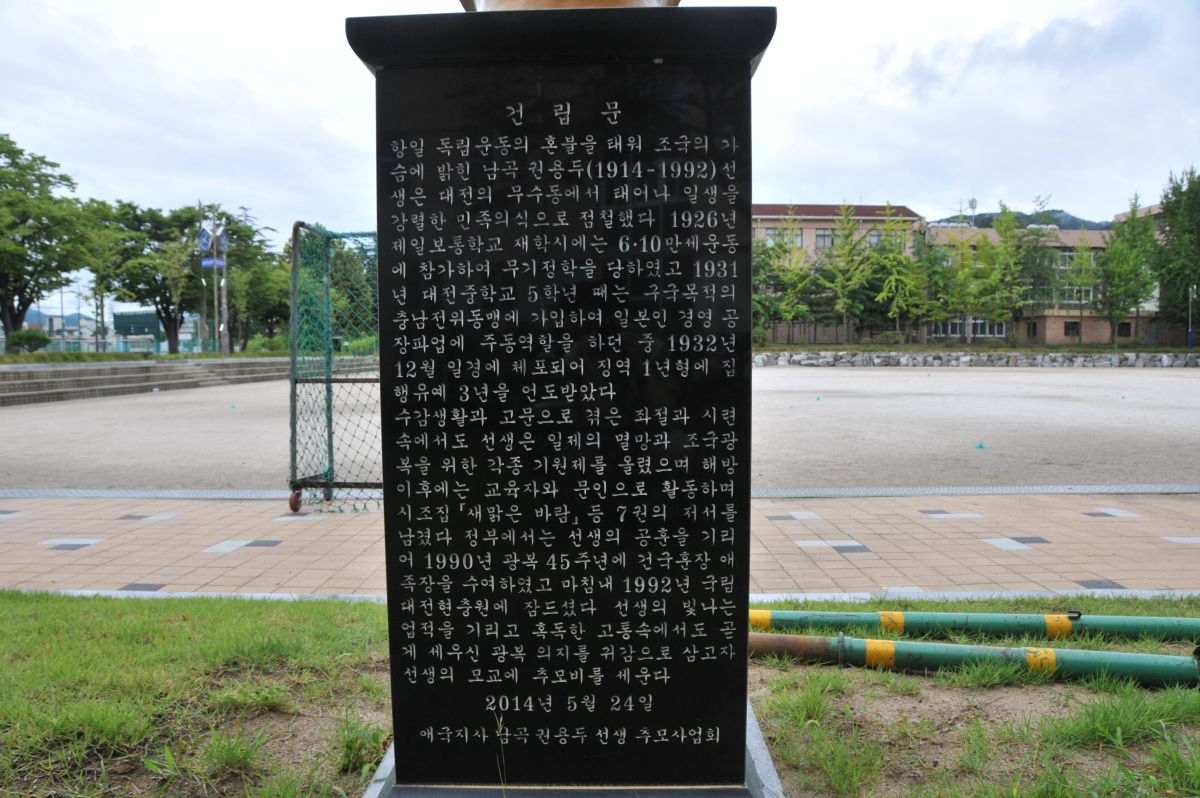 건 립 문
항일 독립운동의 혼불을 태워 조국의 가
슴에 밝힌 남곡 권용두(1914-1992) 선
생은 대전의 무수동에서 태어나 일생을
강렬한 민족의식으로 점철했다 1926년
제일보통학교 재학시에는 6·10만세운동
에 참가하여 무기정학을 당하였고 1931
년 대전중학교 5학년 때는 구국목적의
충남전위동맹에 가입하여 일본인 경영 공
장파업에 주동역할을 하던 중 1932년
12월 일경에 체포되어 징역 1년형에 집
행유예 3년을 언도받았다
수감생활과 고문으로 겪은 좌절과 시련
속에서도 선생은 일제의 멸망과 조국광
복을 위한 각종 기원제를 올렸으며 해방
이후에는 교육자와 문인으로 활동하며
시조집 「새맑은 바람」 등 7권의 저서를
남겼다 정부에서는 선생의 공훈을 기리
어 1990년 광복 45주년에 건국훈장 애
족장을 수여하였고 마침내 1992년 국립
대전현충원에 잠드셨다 선생의 빛나는
업적을 기리고 혹독한 고통속에서도 곧
게 세우신 광복 의지를 귀감으로 삼고자
선생의 모교에 추모비를 세운다
2014년 5월 24일
애국지사 남곡 권용두 선생 추모사업회